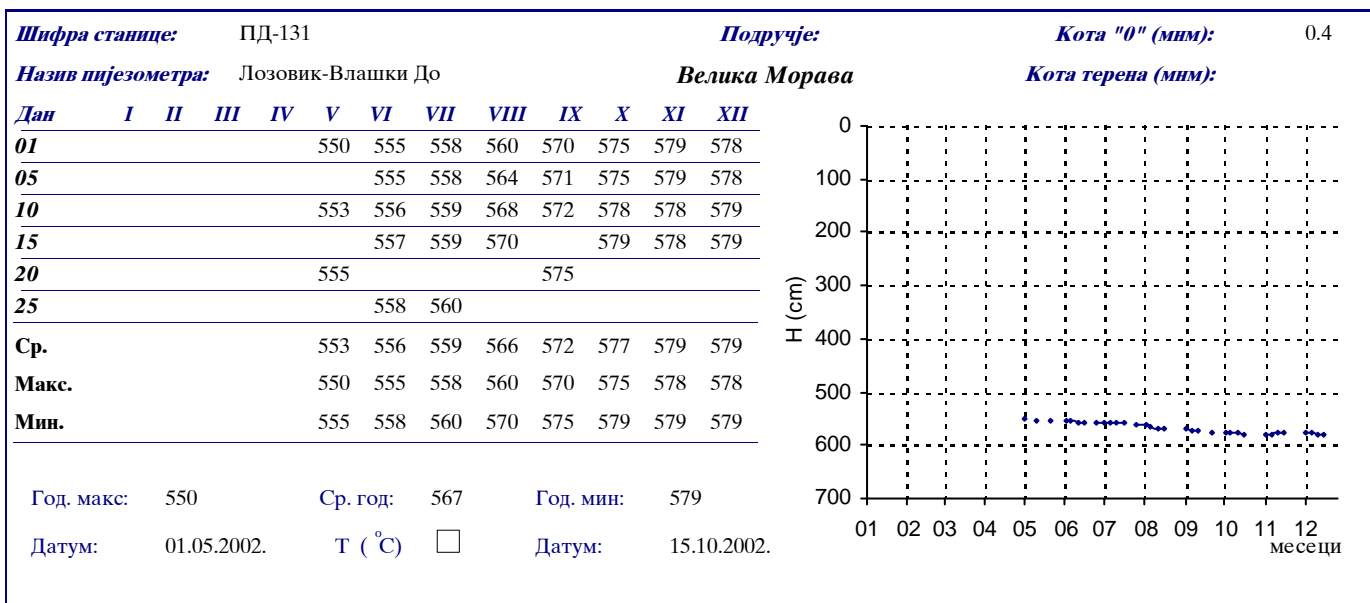 Шифра станице: ПД-131 Подручје: Кота "0" (мнм): 0.4
Назив пијезометра: Лозовик-Влашки До Велика Морава Кота терена (мнм):
Дан I II III IV V VI VII VIII IX X XI XII
01 550 555 558 560 570 575 579 578
05 555 558 564 571 575 579 578
10 553 556 559 568 572 578 578 579
15 557 559 570 579 578 579
20 555 575
25 558 560
Ср. 553 556 559 566 572 577 579 579
Макс. 550 555 558 560 570 575 578 578
Мин. 555 558 560 570 575 579 579 579
Год. макс: 550 Ср. год: 567 Год. мин: 579
Датум: 01.05.2002. Т ( °C) Датум: 15.10.2002.
0
100
200
300
400
500
600
700
H (cm)
01 02 03 04 05 06 07 08 09 10 11 12
месеци